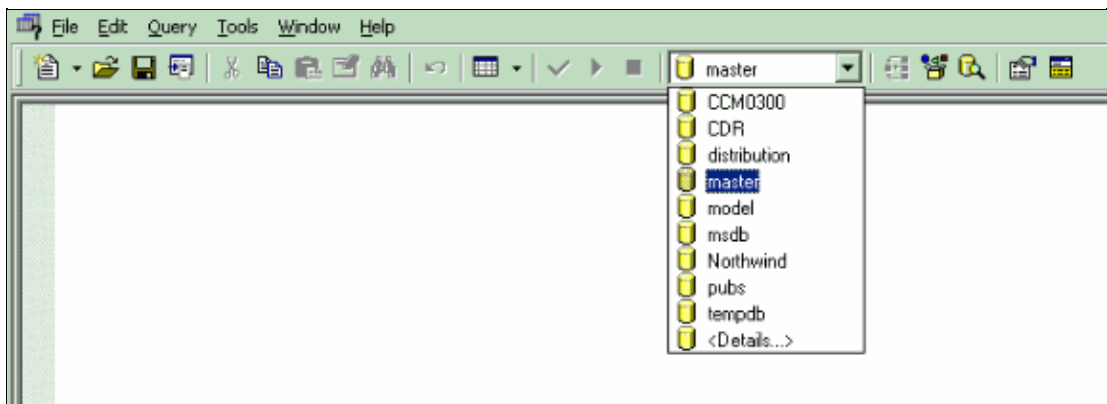 File Edit Query Tools Window Help
master
CCM0300
CDR
distribution
master
model
msdb
Northwind
pubs
tempdb
<Details...>